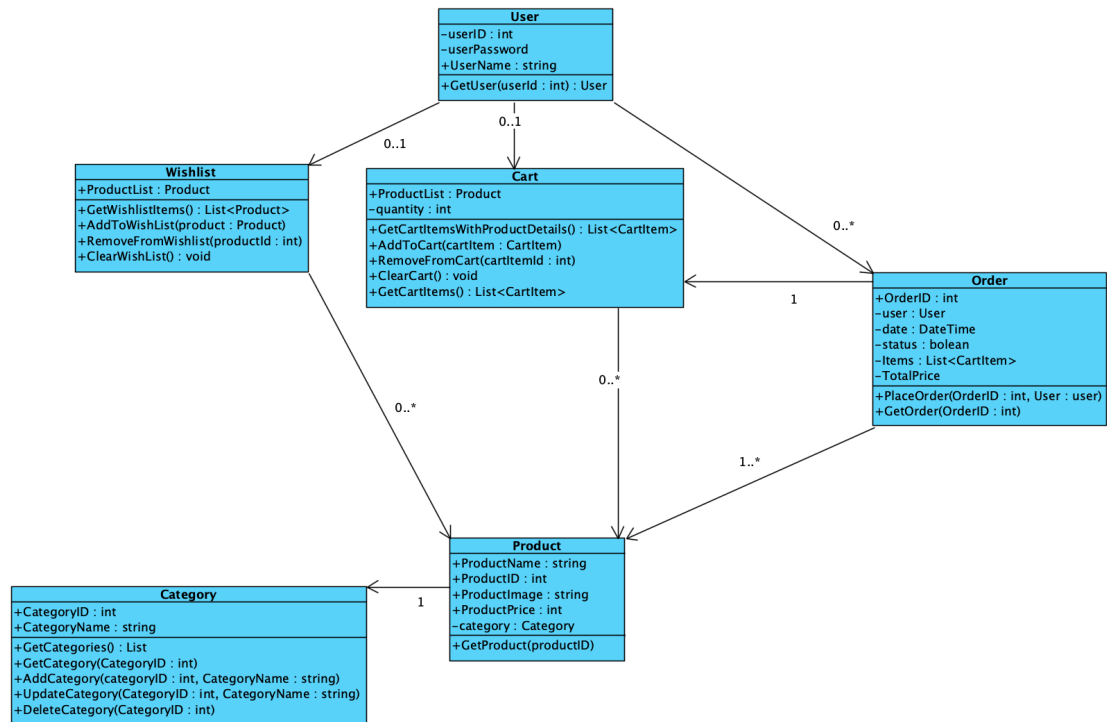 User
-userID : int
-userPassword
+UserName : string
+GetUser(userId : int) : User
0..1
0..1
0..*
Wishlist
+ProductList : Product
+GetWishlistItems() : List<Product>
+AddToWishList(product : Product)
+RemoveFromWishlist(productId : int)
+ClearWishList() : void
Cart
+ProductList : Product
-quantity : int
+GetCartItemsWithProductDetails() : List<CartItem>
+AddToCart(cartItem : CartItem)
+RemoveFromCart(cartItemId : int)
+ClearCart() : void
+GetCartItems() : List<CartItem>
1
Order
+OrderID : int
-user : User
-date : DateTime
-status : bolean
-Items : List<CartItem>
-TotalPrice
+PlaceOrder(OrderID : int, User : user)
+GetOrder(OrderID : int)
0..*
0..*
1..*
Product
+ProductName : string
+ProductID : int
+ProductImage : string
+ProductPrice : int
-category : Category
+GetProduct(productID)
1
Category
+CategoryID : int
+CategoryName : string
+GetCategories() : List
+GetCategory(CategoryID : int)
+AddCategory(categoryID : int, CategoryName : string)
+UpdateCategory(CategoryID : int, CategoryName : string)
+DeleteCategory(CategoryID : int)